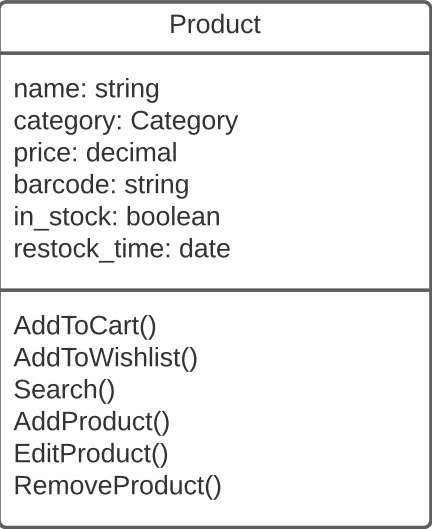 Product
name: string
category: Category
price: decimal
barcode: string
in_stock: boolean
restock_time: date
AddToCart()
AddToWishlist()
Search()
AddProduct()
EditProduct()
RemoveProduct()